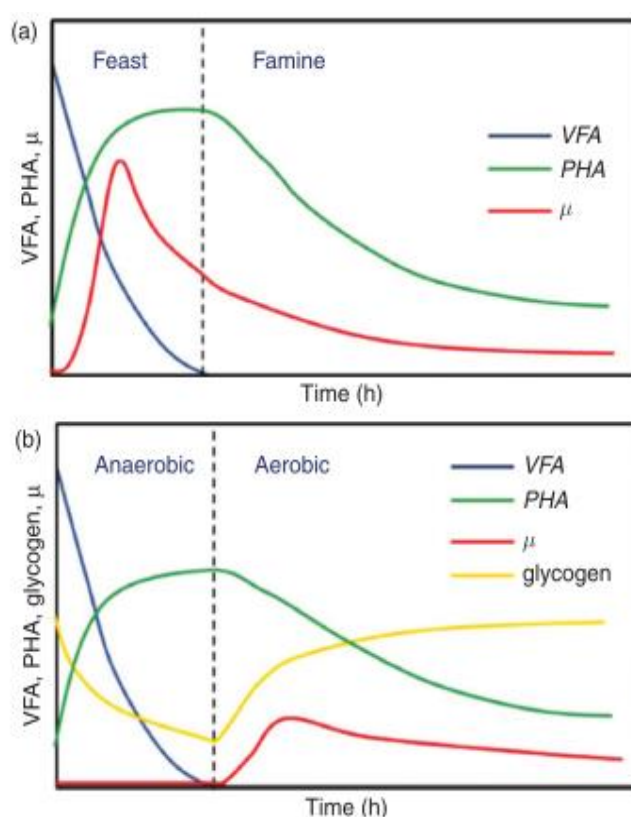 (a)
Feast Famine
VFA, PHA, μ
VFA
PHA
μ
Time (h)
(b)
Anaerobic Aerobic
VFA, PHA, glycogen, μ
VFA
PHA
μ
glycogen
Time (h)